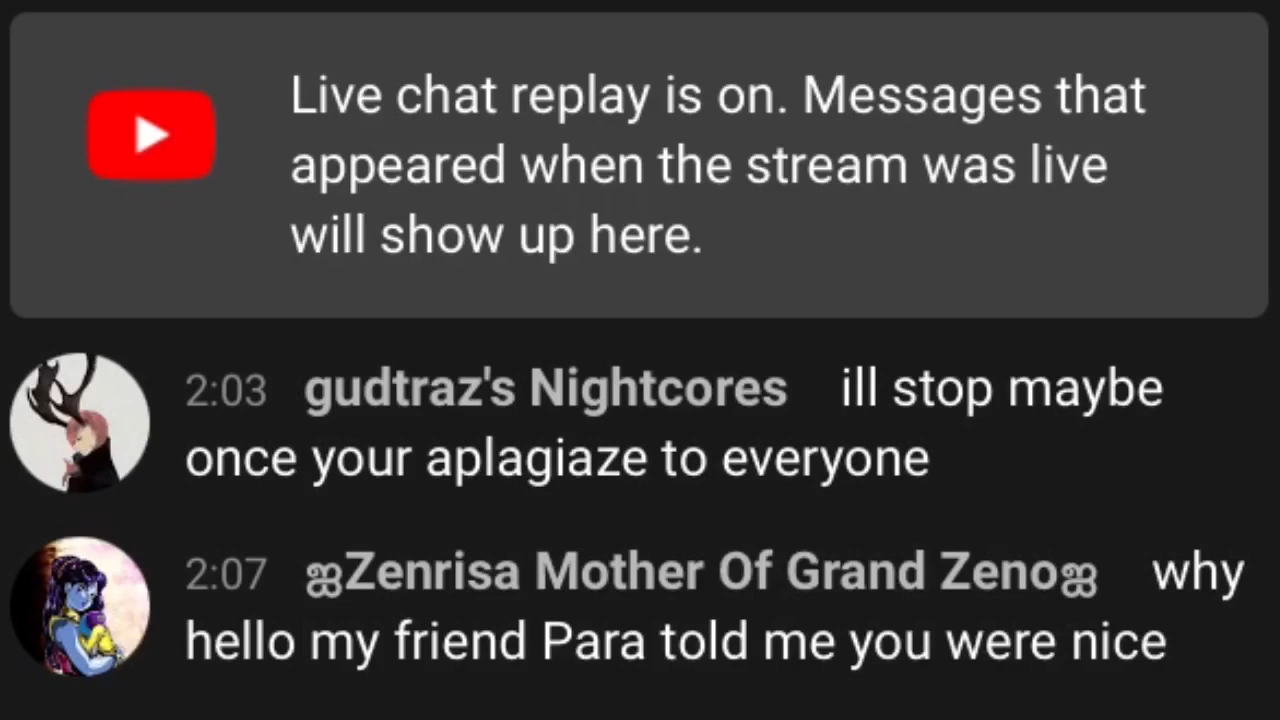 Live chat replay is on. Messages that
appeared when the stream was live
will show up here.
2:03 gudtraz's Nightcores ill stop maybe
once your aplagiaze to everyone
2:07 ஜZenrisa Mother Of Grand Zenoஜ why
hello my friend Para told me you were nice